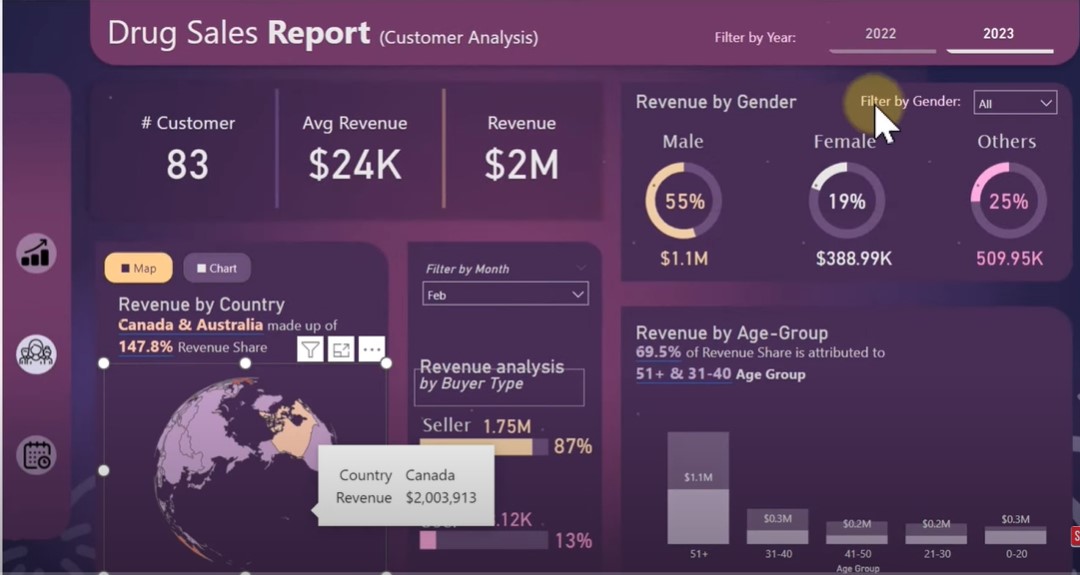 Drug Sales Report (Customer Analysis)
Filter by Year:
2022
2023
# Customer
83
Avg Revenue
$24K
Revenue
$2M
Revenue by Gender
Filter by Gender:
All
Male
55%
$1.1M
Female
19%
$388.99K
Others
25%
509.95K
Map
Chart
Revenue by Country
Canada & Australia made up of
147.8% Revenue Share
Country Canada
Revenue $2,003,913
Filter by Month
Feb
Revenue analysis
by Buyer Type
Seller 1.75M
87%
.12K
13%
Revenue by Age-Group
69.5% of Revenue Share is attributed to
51+ & 31-40 Age Group
$1.1M
$0.3M
$0.2M
$0.2M
$0.3M
51+
31-40
41-50
21-30
0-20
Age Group
S